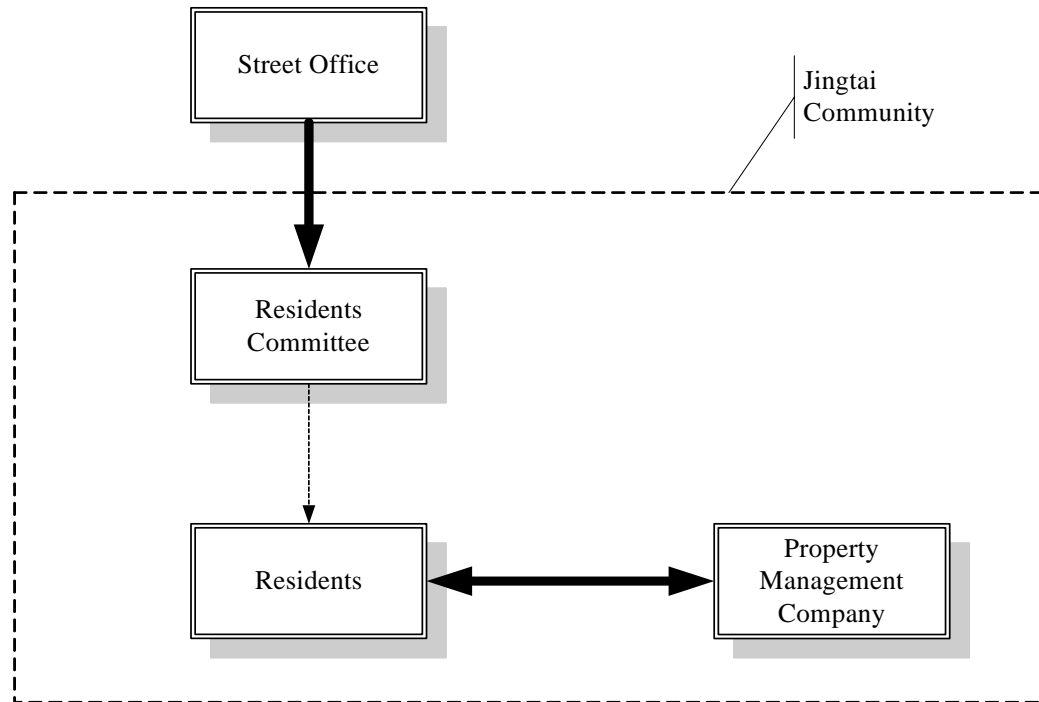 Street Office
Jingtai
Community
Residents
Committee
Residents
Property
Management
Company